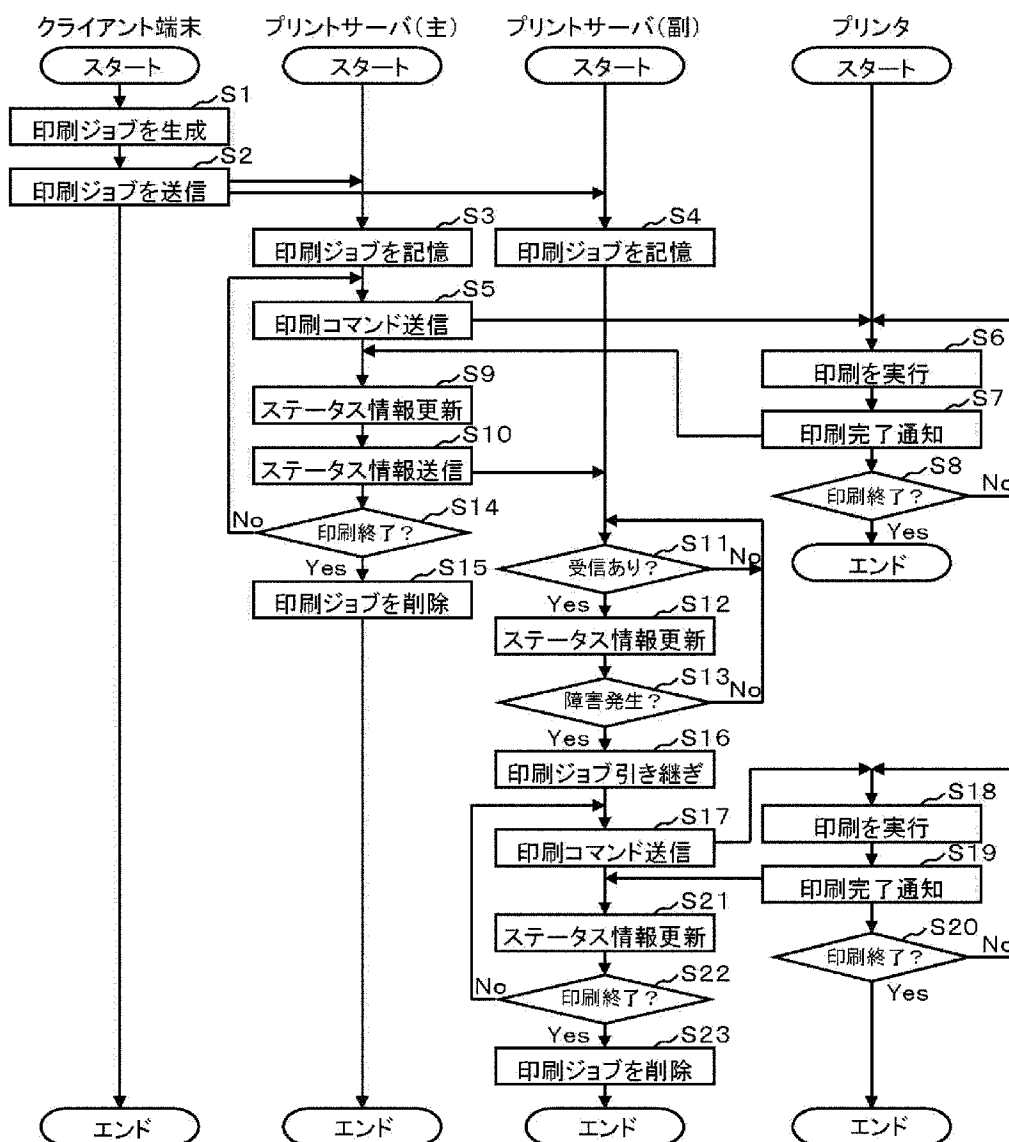 クライアント端末
プリントサーバ(主)
プリントサーバ(副)
プリンタ
スタート
スタート
スタート
スタート
S1
印刷ジョブを生成
S2
印刷ジョブを送信
S3
印刷ジョブを記憶
S4
印刷ジョブを記憶
S5
印刷コマンド送信
S6
印刷を実行
S7
印刷完了通知
S8
印刷終了?
No
Yes
エンド
S9
ステータス情報更新
S10
ステータス情報送信
S14
印刷終了?
No
Yes
S15
印刷ジョブを削除
S11
受信あり?
No
Yes
S12
ステータス情報更新
S13
障害発生?
No
Yes
S16
印刷ジョブ引き継ぎ
S17
印刷コマンド送信
S18
印刷を実行
S19
印刷完了通知
S20
印刷終了?
No
Yes
S21
ステータス情報更新
S22
印刷終了?
No
Yes
S23
印刷ジョブを削除
エンド
エンド
エンド
エンド